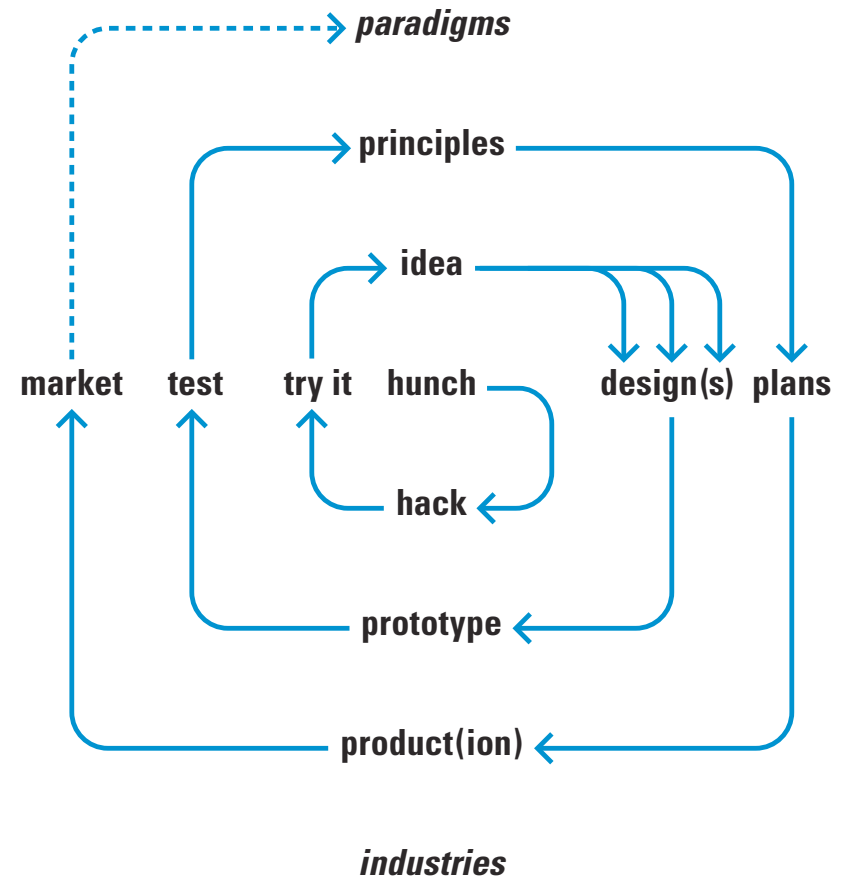 paradigms
principles
idea
market test try it hunch design(s) plans
hack
prototype
product(ion)
industries